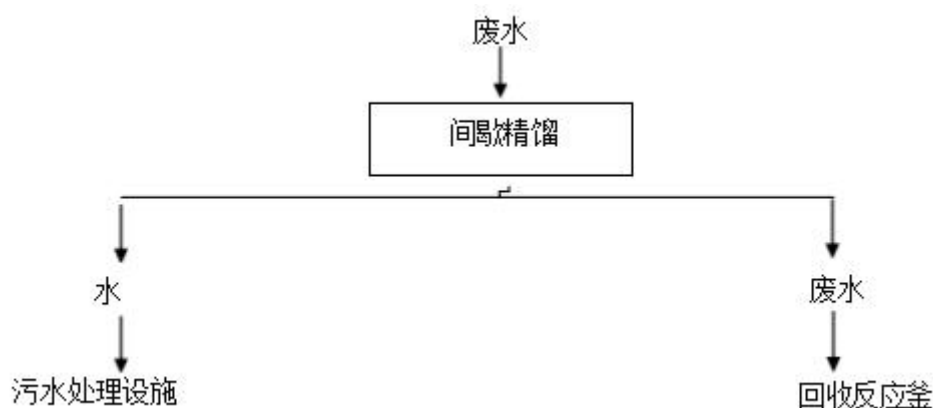 废水
间歇精馏
水
废水
污水处理设施
回收反应釜